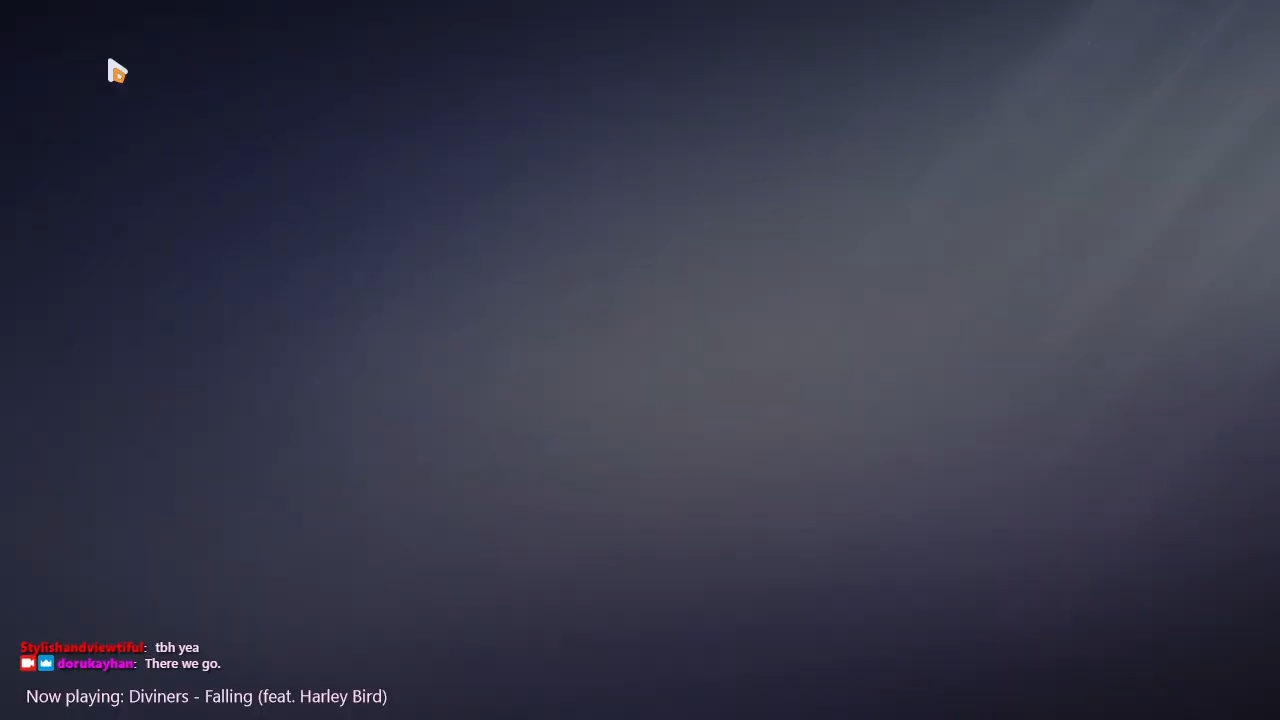 Stylishandviewtiful: tbh yea
dorukayhan: There we go.
Now playing: Diviners - Falling (feat. Harley Bird)